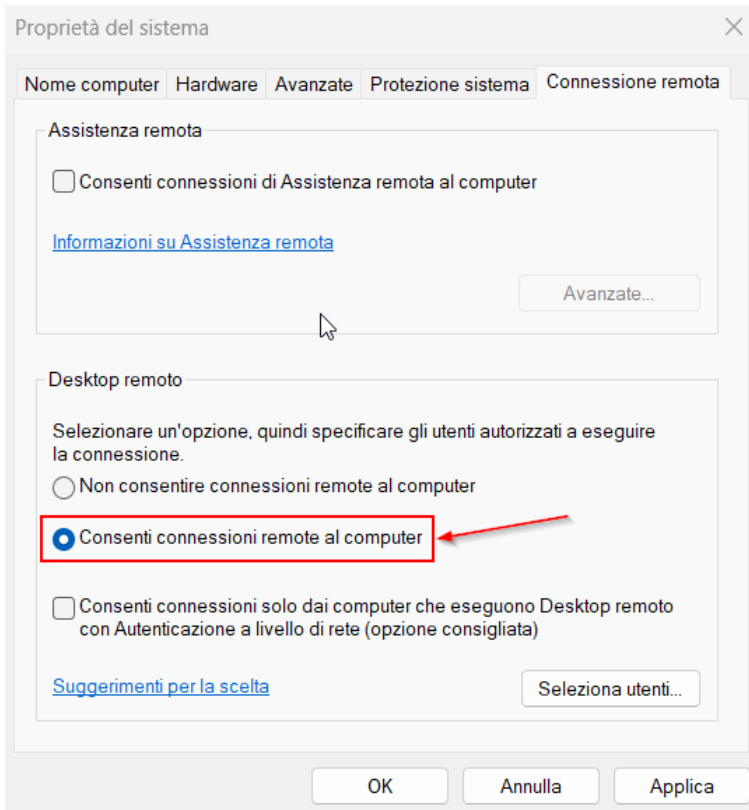 Proprietà del sistema
Nome computer Hardware Avanzate Protezione sistema Connessione remota
Assistenza remota
Consenti connessioni di Assistenza remota al computer
Informazioni su Assistenza remota
Avanzate...
Desktop remoto
Selezionare un'opzione, quindi specificare gli utenti autorizzati a eseguire
la connessione.
Non consentire connessioni remote al computer
Consenti connessioni remote al computer
Consenti connessioni solo dai computer che eseguono Desktop remoto
con Autenticazione a livello di rete (opzione consigliata)
Suggerimenti per la scelta
Seleziona utenti...
OK Annulla Applica